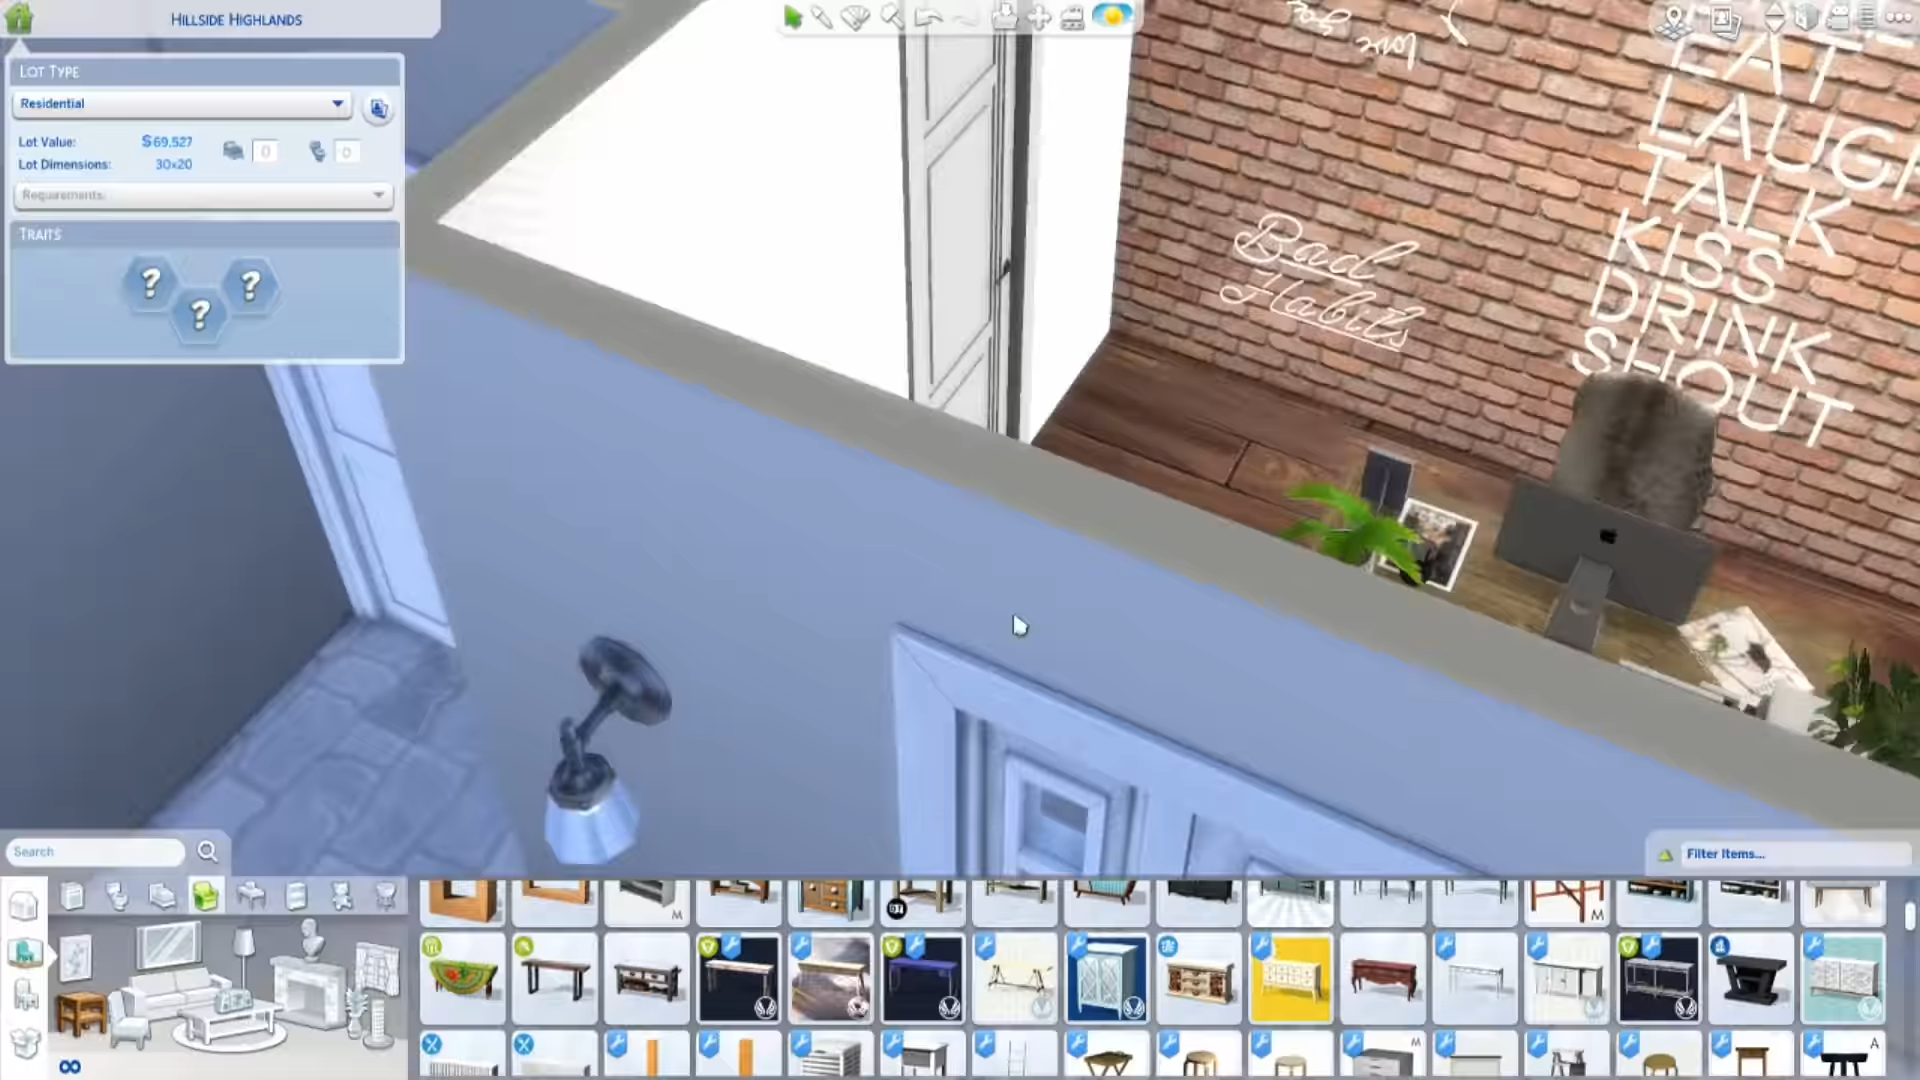 HILLSIDE HIGHLANDS
LOT TYPE
Residential
Lot Value: $69,527 0 0
Lot Dimensions: 30x20
Requirements:
TRAITS
? ? ?
EAT
LAUGH
TALK
KISS
DRINK
SHOUT
Bad
Habits
Search
Filter Items...
M
M
M
A